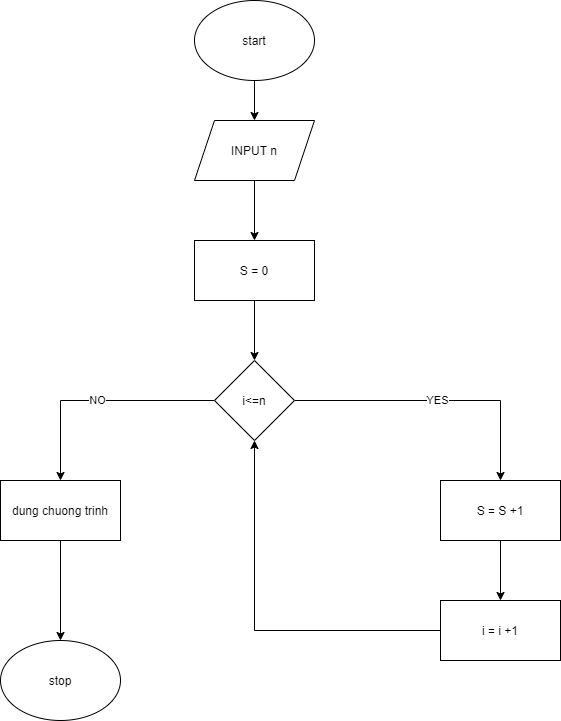 start
INPUT n
S = 0
i<=n
NO
YES
dung chuong trinh
S = S +1
i = i +1
stop